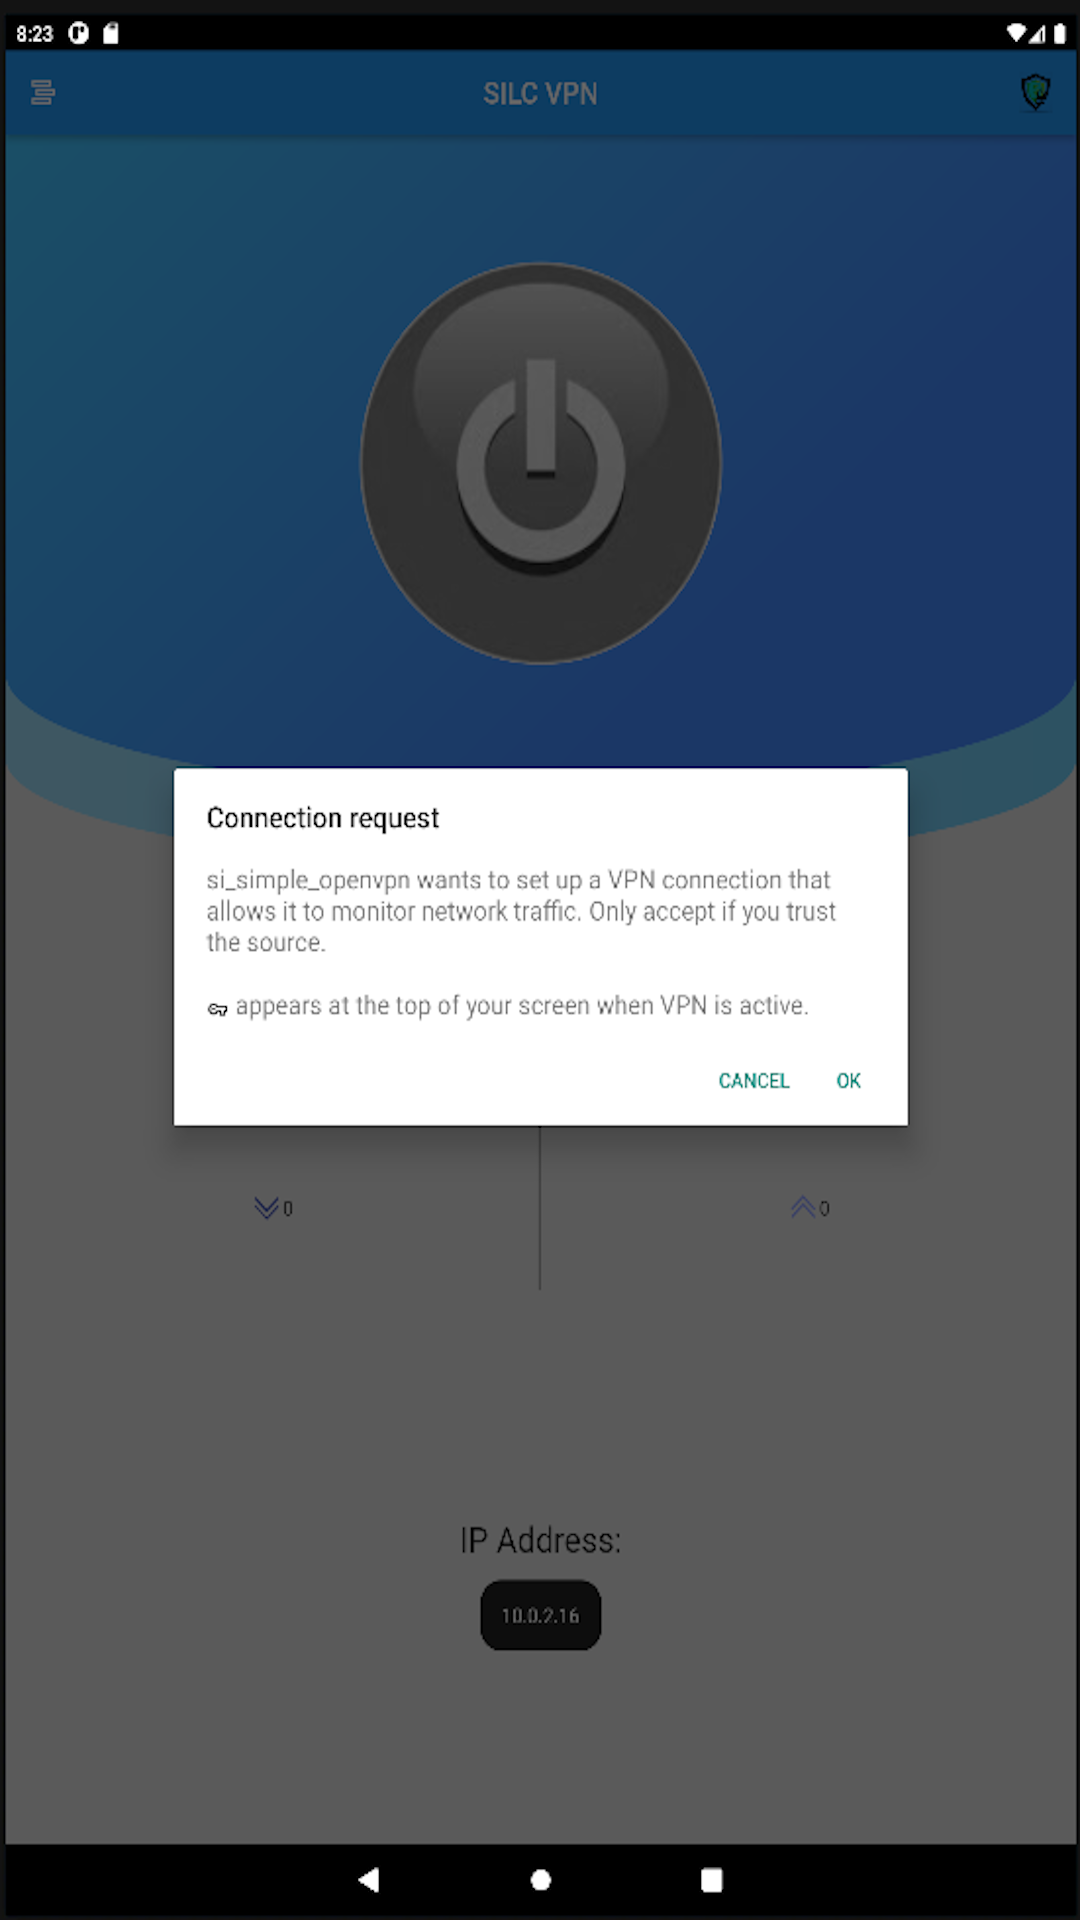 8:23
SILC VPN
Connection request
si_simple_openvpn wants to set up a VPN connection that
allows it to monitor network traffic. Only accept if you trust
the source.
appears at the top of your screen when VPN is active.
CANCEL OK
0 0
IP Address:
10.0.2.16